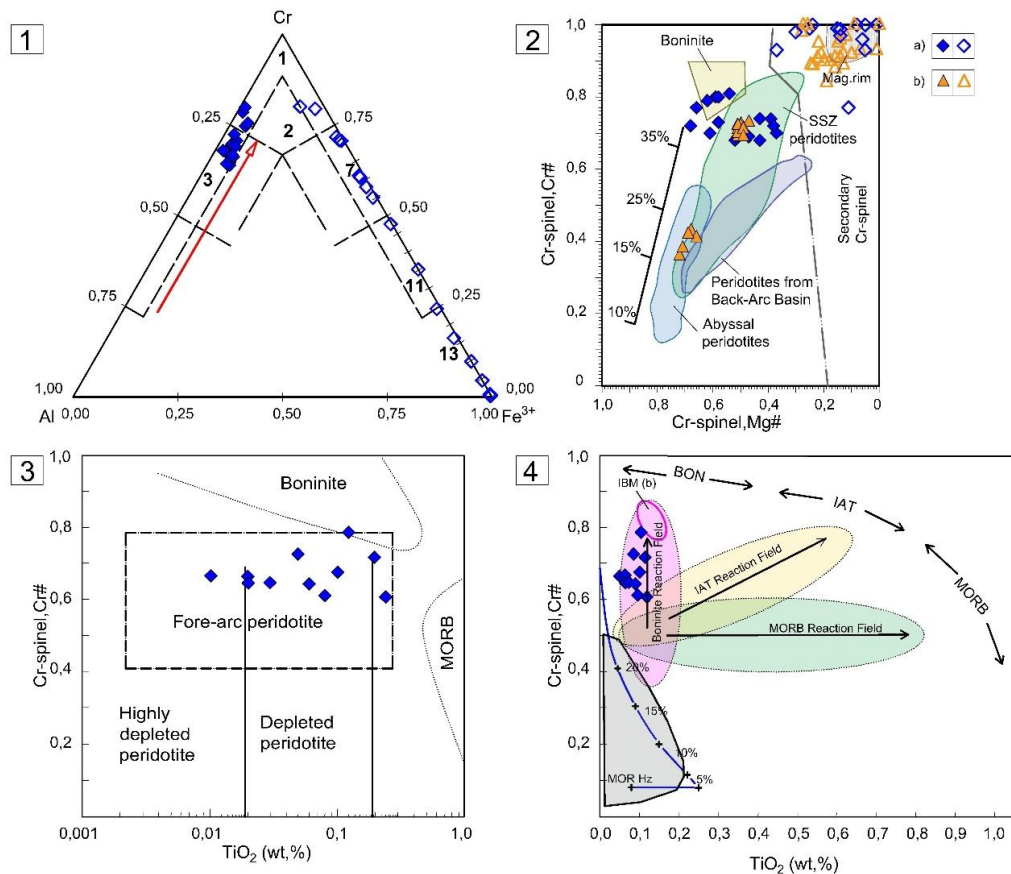 1
Cr
1
2
3
7
11
13
0,25
0,50
0,75
1,00
0,75
0,50
0,25
0,00
Al
0,00
0,25
0,50
0,75
1,00
Fe3+
2
Cr-spinel,Cr#
1,0
0,8
0,6
0,4
0,2
0
Boninite
Mag.rim
SSZ
peridotites
35%
25%
15%
10%
Secondary
Cr-spinel
Peridotites from
Back-Arc Basin
Abyssal
peridotites
1,0
0,8
0,6
0,4
0,2
0
Cr-spinel,Mg#
a)
b)
3
Cr-spinel,Cr#
1,0
0,8
0,6
0,4
0,2
Boninite
Fore-arc peridotite
MORB
Highly
depleted peridotite
Depleted
peridotite
0,001
0,01
0,1
1,0
TiO2 (wt,%)
4
Cr-spinel,Cr#
1,0
0,8
0,6
0,4
0,2
BON
IAT
MORB
IBM (b)
Boninite Reaction Field
IAT Reaction Field
MORB Reaction Field
20%
15%
10%
5%
MOR Hz
0,0
0,1
0,2
0,3
0,4
0,5
0,6
0,7
0,8
0,9
1,0
TiO2 (wt,%)